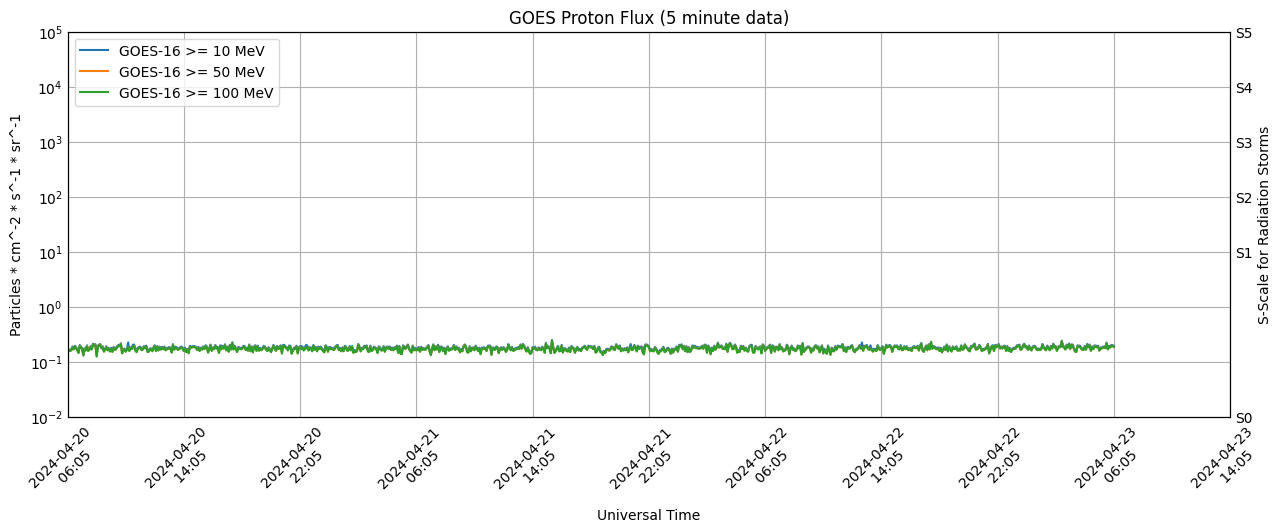 GOES Proton Flux (5 minute data)
GOES-16 >= 10 MeV
GOES-16 >= 50 MeV
GOES-16 >= 100 MeV
Particles * cm^-2 * s^-1 * sr^-1
10^5
10^4
10^3
10^2
10^1
10^0
10^-1
10^-2
S5
S4
S3
S2
S1
S0
S-Scale for Radiation Storms
2024-04-20
06:05
2024-04-20
14:05
2024-04-20
22:05
2024-04-21
06:05
2024-04-21
14:05
2024-04-21
22:05
2024-04-22
06:05
2024-04-22
14:05
2024-04-22
22:05
2024-04-23
06:05
2024-04-23
14:05
Universal Time